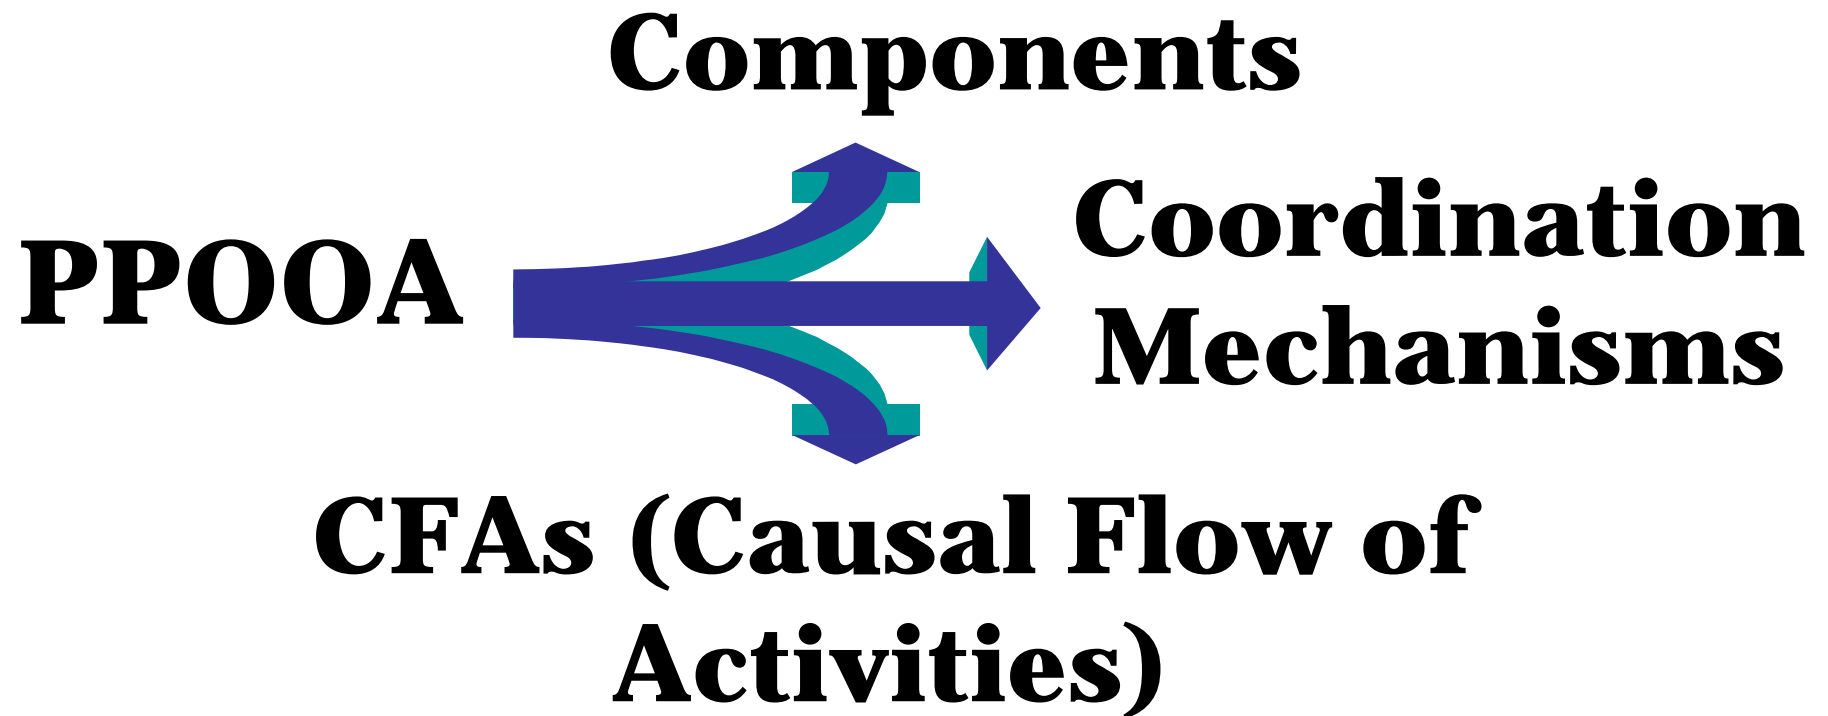 Components
PPOOA
Coordination
Mechanisms
CFAs (Causal Flow of
Activities)